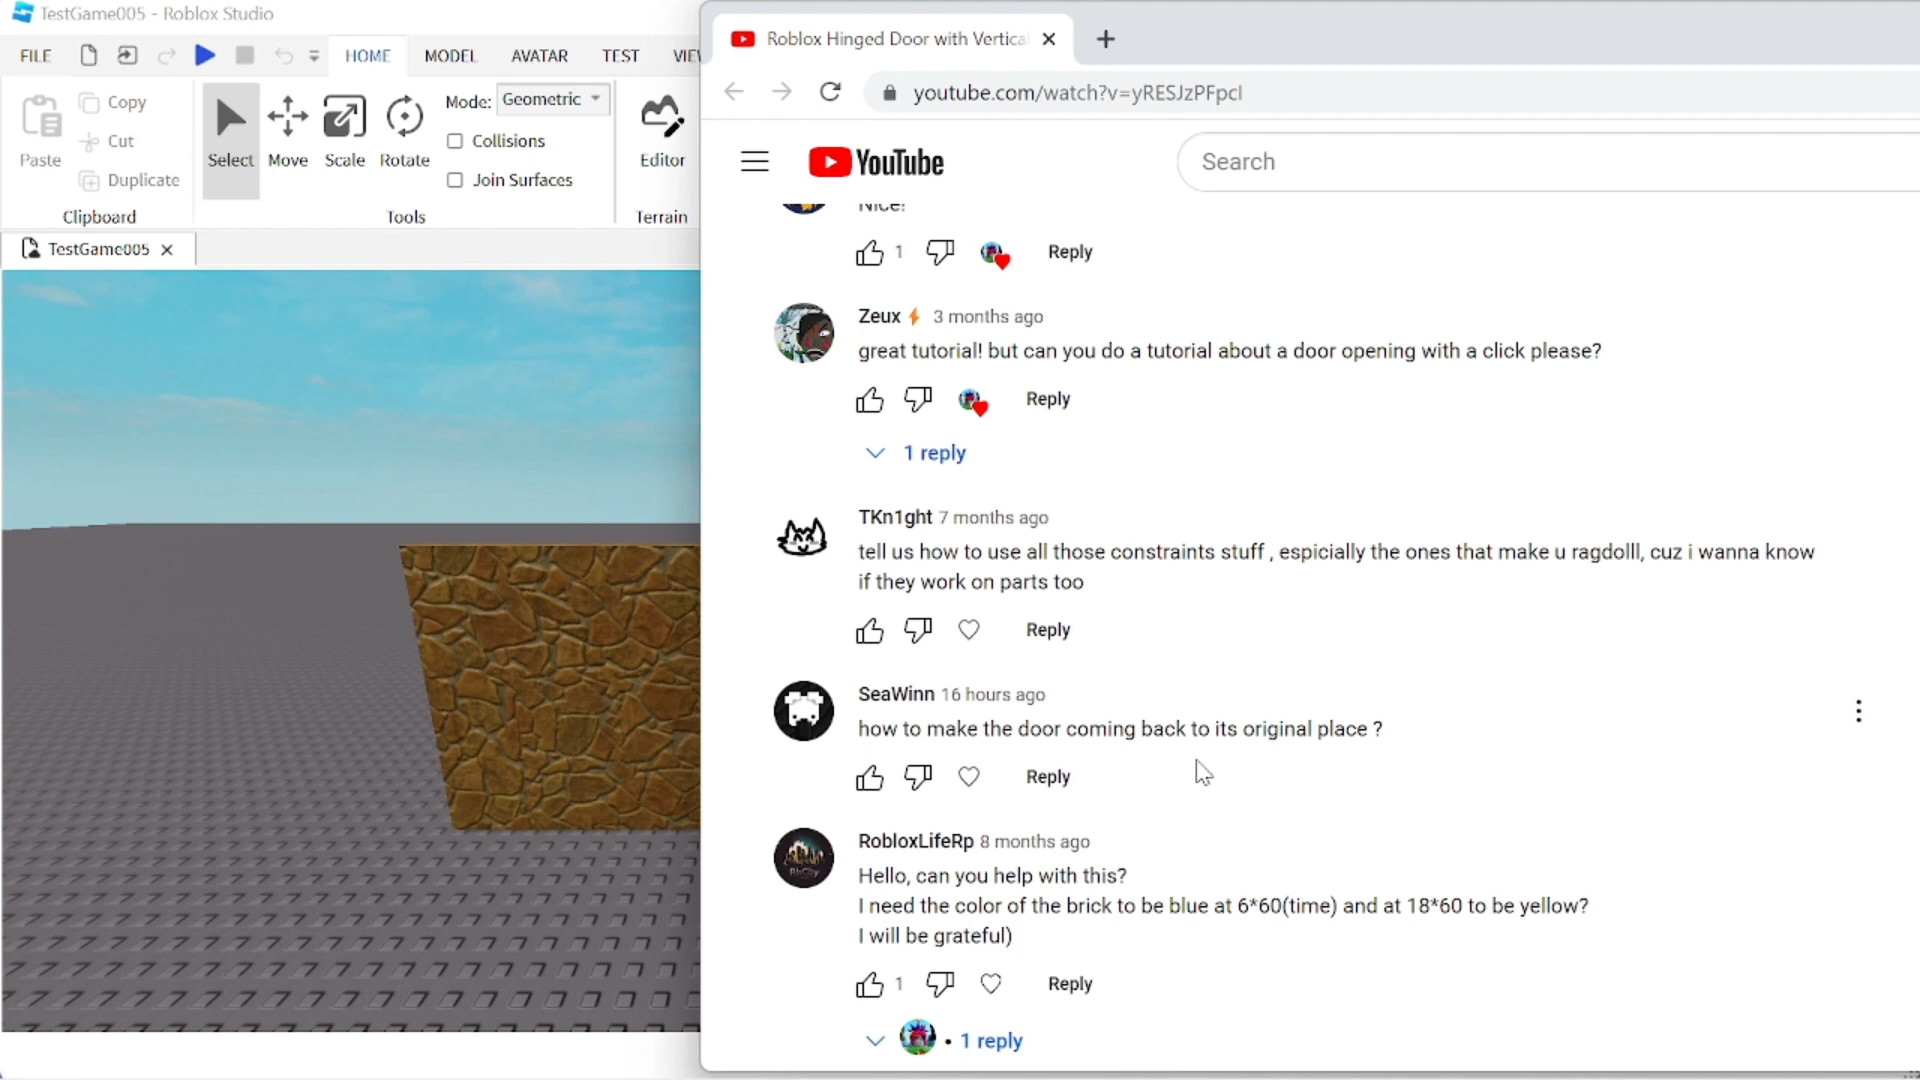 TestGame005 - Roblox Studio
FILE
HOME
MODEL
AVATAR
TEST
Copy
Cut
Paste
Duplicate
Clipboard
Select
Move
Scale
Rotate
Mode: Geometric
Collisions
Join Surfaces
Tools
Editor
Terrain
TestGame005
Roblox Hinged Door with Vertica
youtube.com/watch?v=yRESJzPFpcI
YouTube
Search
Nice!
1
Reply
Zeux 3 months ago
great tutorial! but can you do a tutorial about a door opening with a click please?
Reply
1 reply
TKn1ght 7 months ago
tell us how to use all those constraints stuff , espicially the ones that make u ragdolll, cuz i wanna know
if they work on parts too
Reply
SeaWinn 16 hours ago
how to make the door coming back to its original place ?
Reply
RobloxLifeRp 8 months ago
Hello, can you help with this?
I need the color of the brick to be blue at 6*60(time) and at 18*60 to be yellow?
I will be grateful)
1
Reply
• 1 reply